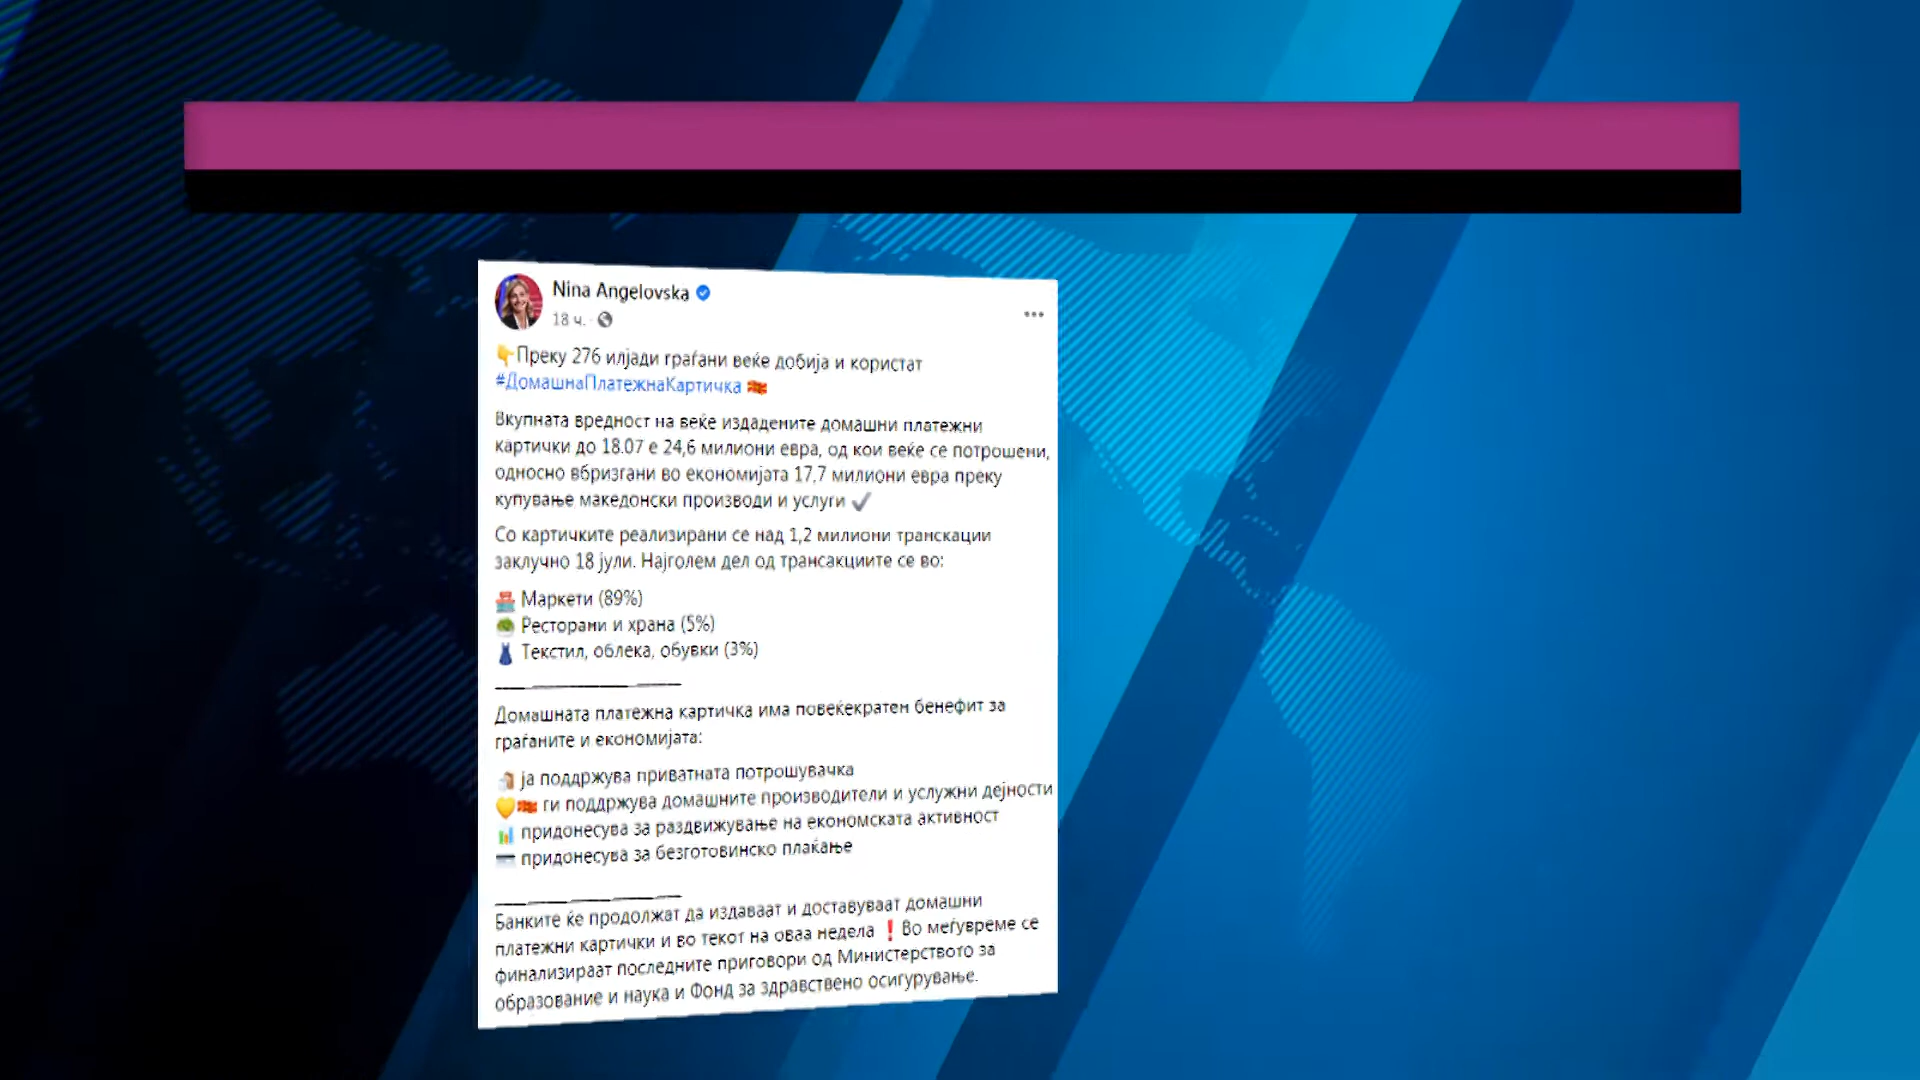 Nina Angelovska
18 ч.
Преку 276 илјади граѓани веќе добија и користат
#ДомашнаПлатежнаКартичка
Вкупната вредност на веќе издадените домашни платежни
картички до 18.07 е 24,6 милиони евра, од кои веќе се потрошени,
односно вбризгани во економијата 17,7 милиони евра преку
купување македонски производи и услуги
Со картичките реализирани се над 1,2 милиони транскации
заклучно 18 јули. Најголем дел од трансакциите се во:
Маркети (89%)
Ресторани и храна (5%)
Текстил, облека, обувки (3%)
Домашната платежна картичка има повеќекратен бенефит за
граѓаните и економијата:
ја поддржува приватната потрошувачка
ги поддржува домашните производители и услужни дејности
придонесува за раздвижување на економската активност
придонесува за безготовинско плаќање
Банките ќе продолжат да издаваат и доставуваат домашни
платежни картички и во текот на оваа недела ❗ Во меѓувреме се
финализираат последните приговори од Министерството за
образование и наука и Фонд за здравствено осигурување.